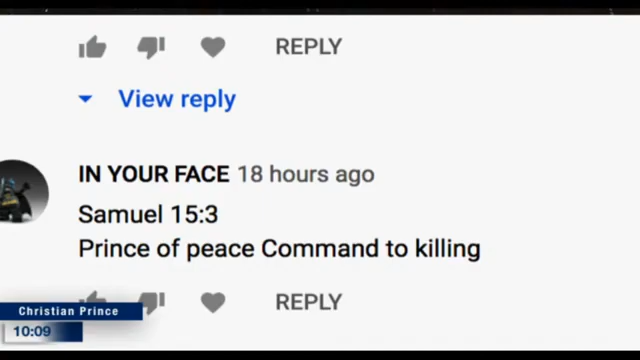 REPLY
View reply
IN YOUR FACE 18 hours ago
Samuel 15:3
Prince of peace Command to killing
REPLY
Christian Prince
10:09